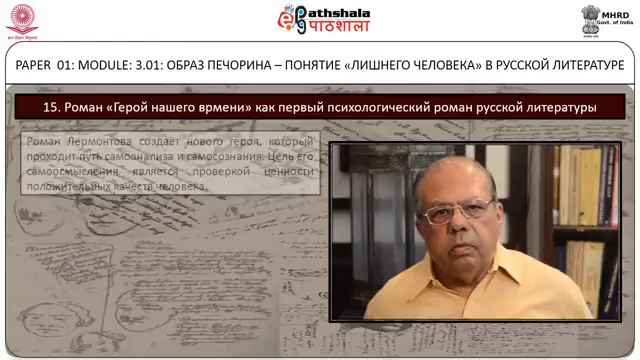 Pathshala
पाठशाला
MHRD
Govt. of India
PAPER 01: MODULE: 3.01: ОБРАЗ ПЕЧОРИНА – ПОНЯТИЕ «ЛИШНЕГО ЧЕЛОВЕКА» В РУССКОЙ ЛИТЕРАТУРЕ
15. Роман «Герой нашего врмени» как первый психологический роман русской литературы
Роман Лермонтова создаёт нового героя, который
проходит путь самоанализа и самосознания. Цель его
самоосмысления является проверкой ценности
положительных качеств человека.